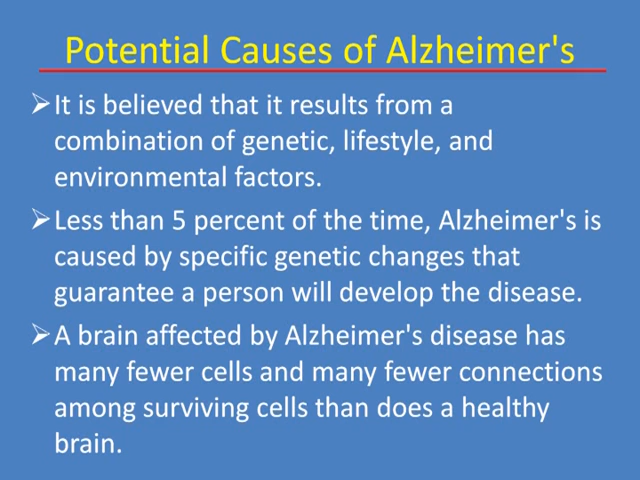 Potential Causes of Alzheimer's
➢It is believed that it results from a
combination of genetic, lifestyle, and
environmental factors.
➢Less than 5 percent of the time, Alzheimer's is
caused by specific genetic changes that
guarantee a person will develop the disease.
➢A brain affected by Alzheimer's disease has
many fewer cells and many fewer connections
among surviving cells than does a healthy
brain.